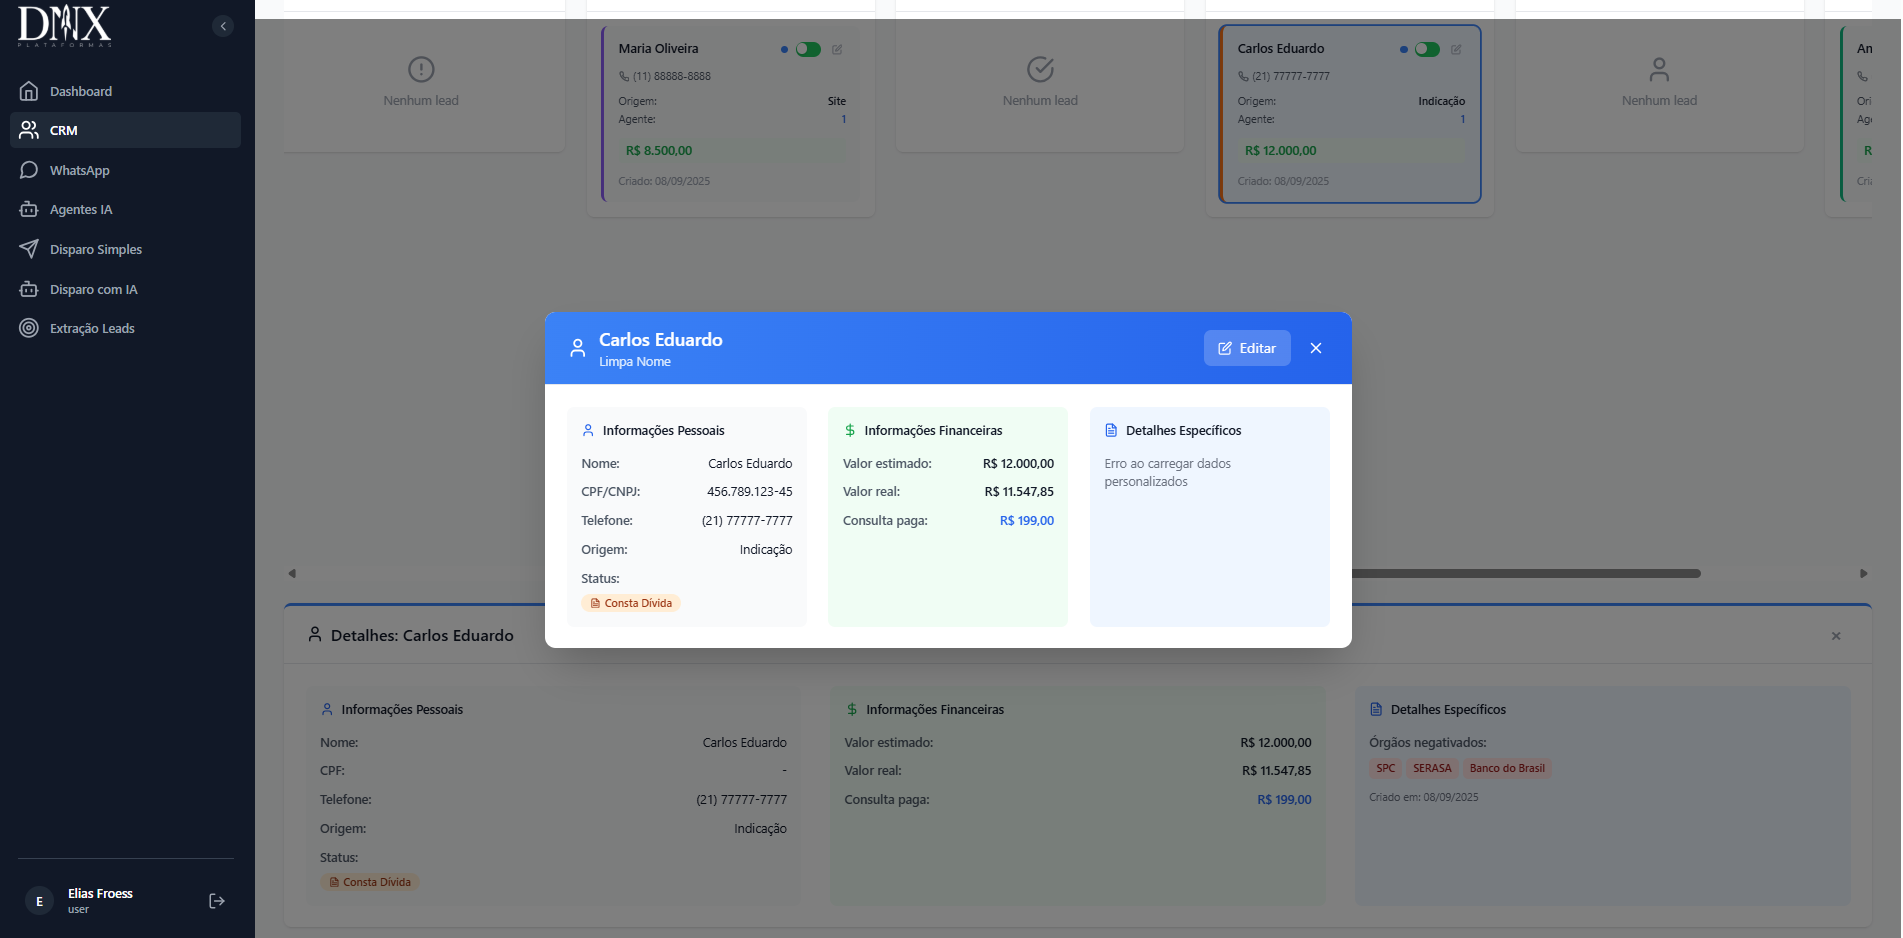 DNX
PLATAFORMAS
Dashboard
CRM
WhatsApp
Agentes IA
Disparo Simples
Disparo com IA
Extração Leads
Elias Froess
user
E
Nenhum lead
Maria Oliveira
(11) 88888-8888
Origem: Site
Agente: 1
R$ 8.500,00
Criado: 08/09/2025
Nenhum lead
Carlos Eduardo
(21) 77777-7777
Origem: Indicação
Agente: 1
R$ 12.000,00
Criado: 08/09/2025
Nenhum lead
An
Ori
Age
R
Cri
Carlos Eduardo
Limpa Nome
Editar
Informações Pessoais
Nome: Carlos Eduardo
CPF/CNPJ: 456.789.123-45
Telefone: (21) 77777-7777
Origem: Indicação
Status:
Consta Dívida
Informações Financeiras
Valor estimado: R$ 12.000,00
Valor real: R$ 11.547,85
Consulta paga: R$ 199,00
Detalhes Específicos
Erro ao carregar dados
personalizados
Detalhes: Carlos Eduardo
Informações Pessoais
Nome: Carlos Eduardo
CPF: -
Telefone: (21) 77777-7777
Origem: Indicação
Status:
Consta Dívida
Informações Financeiras
Valor estimado: R$ 12.000,00
Valor real: R$ 11.547,85
Consulta paga: R$ 199,00
Detalhes Específicos
Órgãos negativados:
SPC SERASA Banco do Brasil
Criado em: 08/09/2025